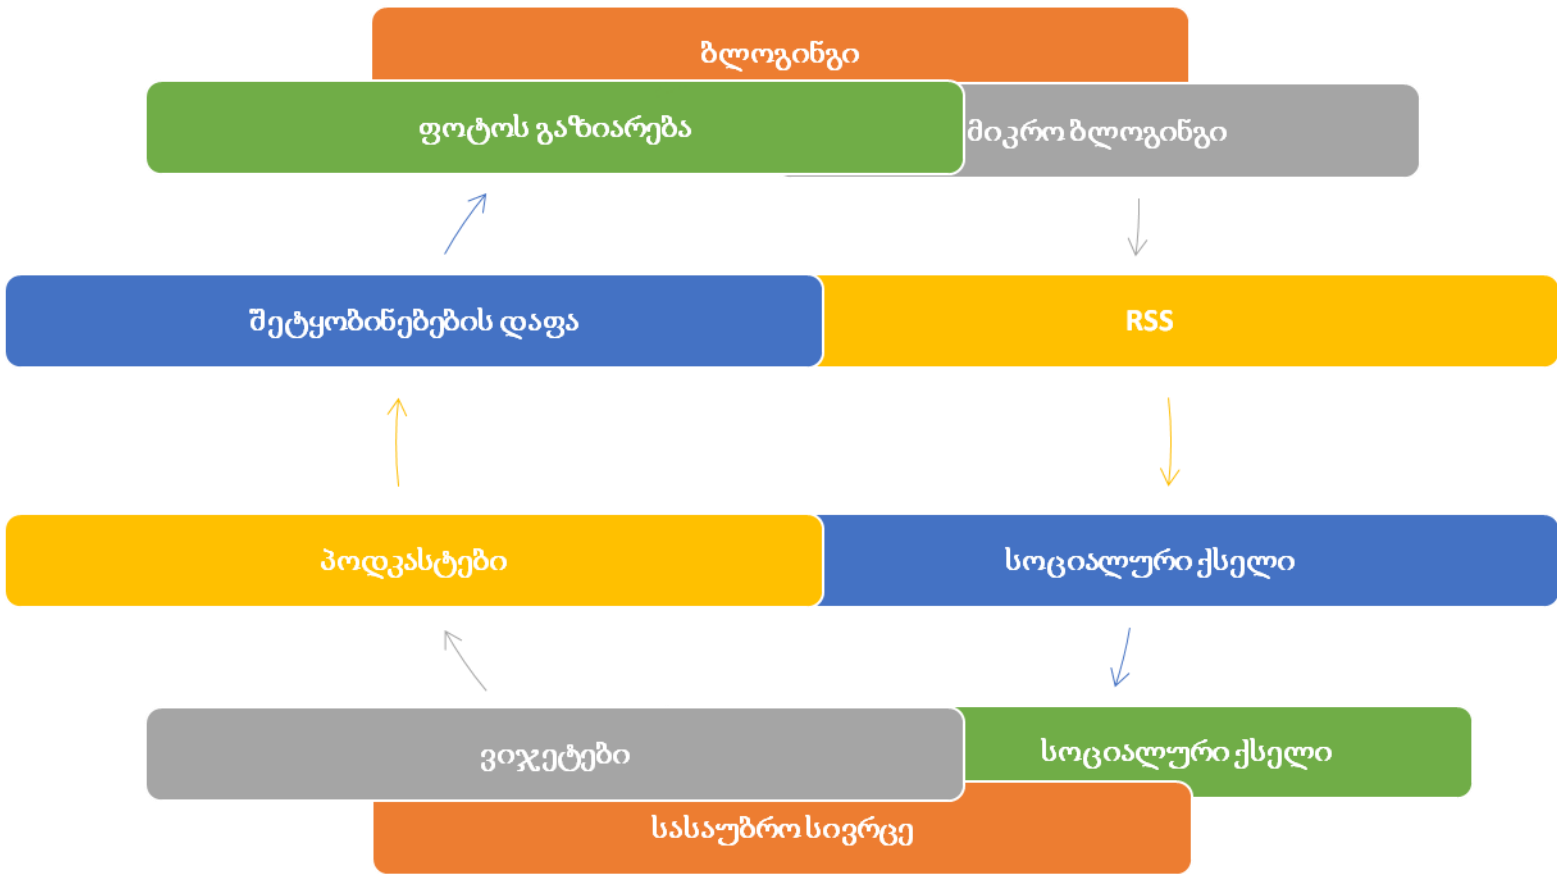 ბლოგინგი
ფოტოს გაზიარება
მიკრო ბლოგინგი
შეტყობინებების დაფა
RSS
პოდკასტები
სოციალური ქსელი
ვიჯეტები
სოციალური ქსელი
სასაუბრო სივრცე